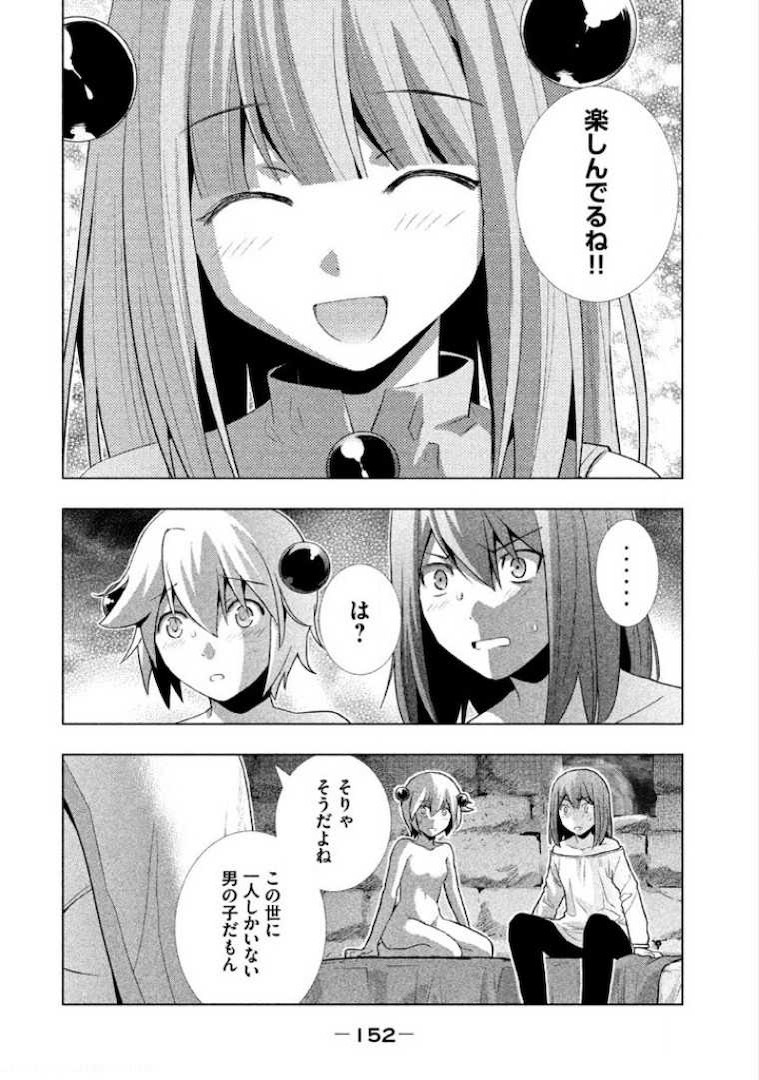 楽しんでるね!!
……
は？
そりゃ
そうだよね
この世に
一人しかいない
男の子だもん
—152—